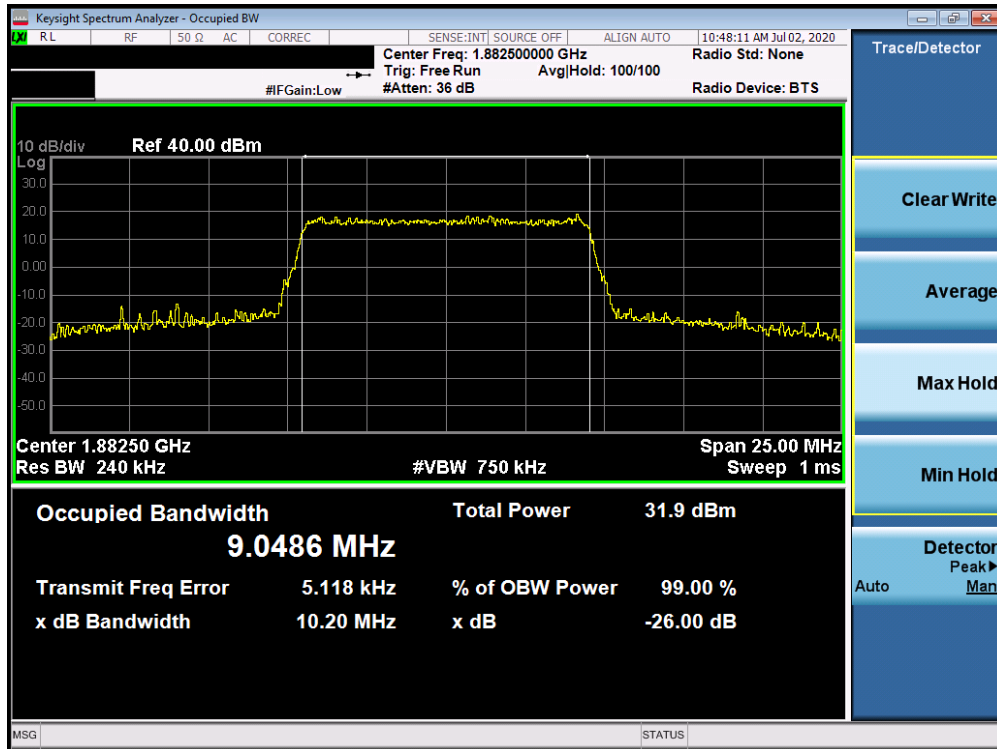 Keysight Spectrum Analyzer - Occupied BW
LXI RL RF 50 Ω AC CORREC SENSE:INT SOURCE OFF ALIGN AUTO 10:48:11 AM Jul 02, 2020
Center Freq: 1.882500000 GHz Radio Std: None
Trig: Free Run Avg|Hold: 100/100
#IFGain:Low #Atten: 36 dB Radio Device: BTS
Trace/Detector
10 dB/div Ref 40.00 dBm
Log
30.0
20.0
10.0
0.00
-10.0
-20.0
-30.0
-40.0
-50.0
Center 1.88250 GHz Span 25.00 MHz
Res BW 240 kHz #VBW 750 kHz Sweep 1 ms
Occupied Bandwidth Total Power 31.9 dBm
9.0486 MHz
Transmit Freq Error 5.118 kHz % of OBW Power 99.00 %
x dB Bandwidth 10.20 MHz x dB -26.00 dB
Clear Write
Average
Max Hold
Min Hold
Detector
Peak▶
Auto Man
MSG STATUS